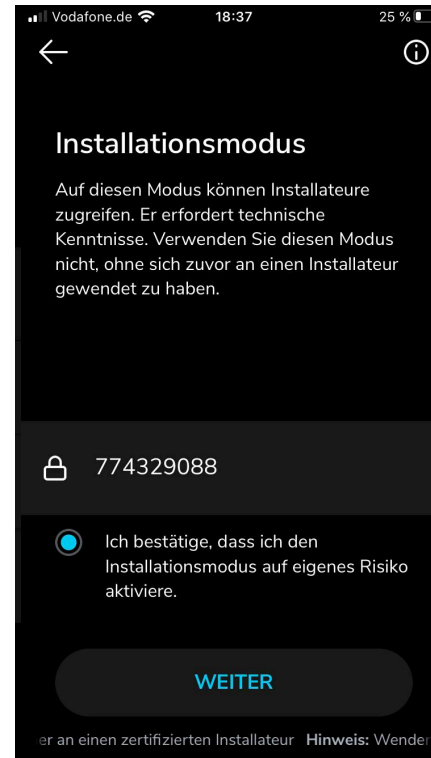 Vodafone.de 18:37 25 %
Installationsmodus
Auf diesen Modus können Installateure
zugreifen. Er erfordert technische
Kenntnisse. Verwenden Sie diesen Modus
nicht, ohne sich zuvor an einen Installateur
gewendet zu haben.
774329088
Ich bestätige, dass ich den
Installationsmodus auf eigenes Risiko
aktiviere.
WEITER
er an einen zertifizierten Installateur Hinweis: Wenden